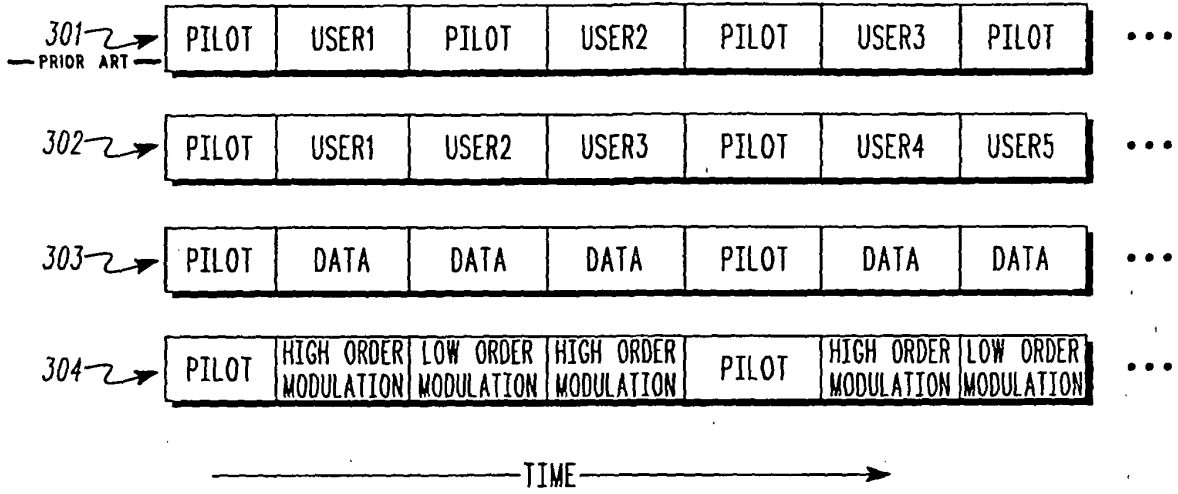 301 PILOT USER1 PILOT USER2 PILOT USER3 PILOT •••
PRIOR ART
302 PILOT USER1 USER2 USER3 PILOT USER4 USER5 •••
303 PILOT DATA DATA DATA PILOT DATA DATA •••
304 PILOT HIGH ORDER MODULATION LOW ORDER MODULATION HIGH ORDER MODULATION PILOT HIGH ORDER MODULATION LOW ORDER MODULATION •••
TIME